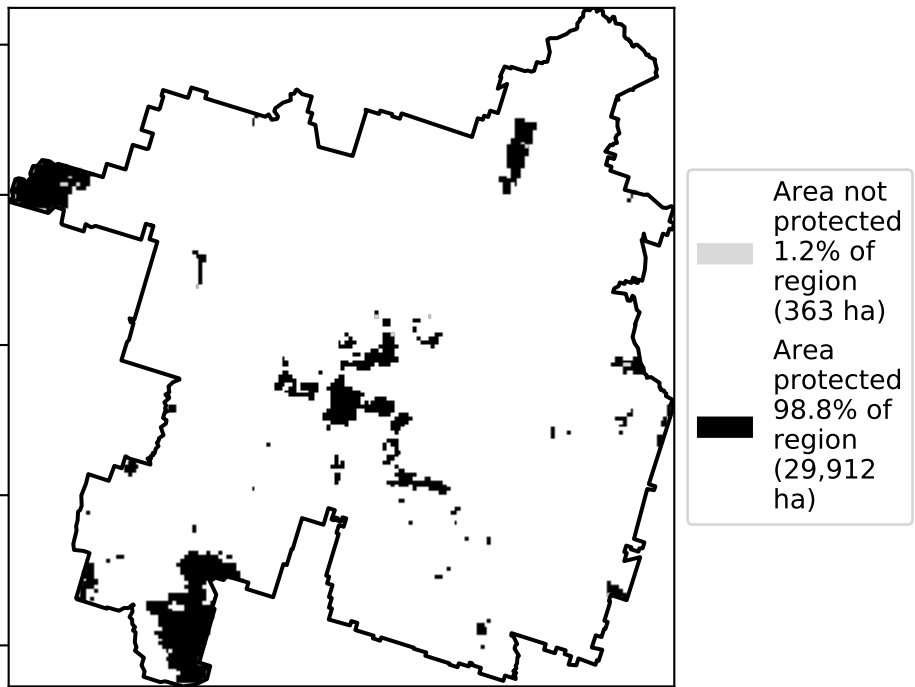 Area not
protected
1.2% of
region
(363 ha)
Area
protected
98.8% of
region
(29,912
ha)